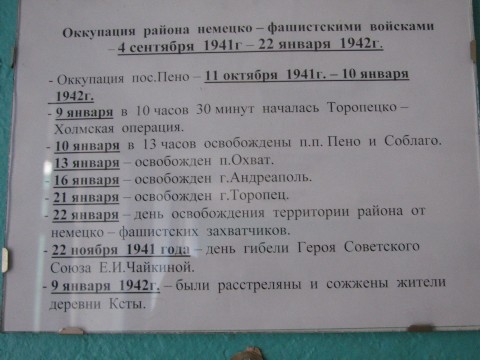 Оккупация района немецко – фашистскими войсками
– 4 сентября 1941г – 22 января 1942г.
- Оккупация пос.Пено – 11 октября 1941г. – 10 января
1942г.
- 9 января в 10 часов 30 минут началась Торопецко –
Холмская операция.
- 10 января в 13 часов освобождены п.п. Пено и Соблаго.
13 января – освобожден п.Охват.
- 16 января – освобожден г.Андреаполь.
- 21 января – освобожден г.Торопец.
- 22 января – день освобождения территории района от
немецко – фашистских захватчиков.
- 22 ноября 1941 года – день гибели Героя Советского
Союза Е.И.Чайкиной.
- 9 января 1942г. – были расстреляны и сожжены жители
деревни Ксты.